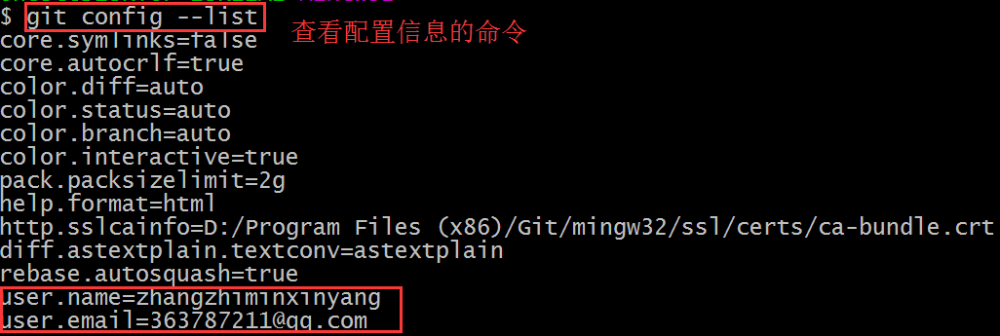 $ git config --list
查看配置信息的命令
core.symlinks=false
core.autocrlf=true
color.diff=auto
color.status=auto
color.branch=auto
color.interactive=true
pack.packsizelimit=2g
help.format=html
http.sslcainfo=D:/Program Files (x86)/Git/mingw32/ssl/certs/ca-bundle.crt
diff.astextplain.textconv=astextplain
rebase.autosquash=true
user.name=zhangzhiminxinyang
user.email=363787211@qq.com